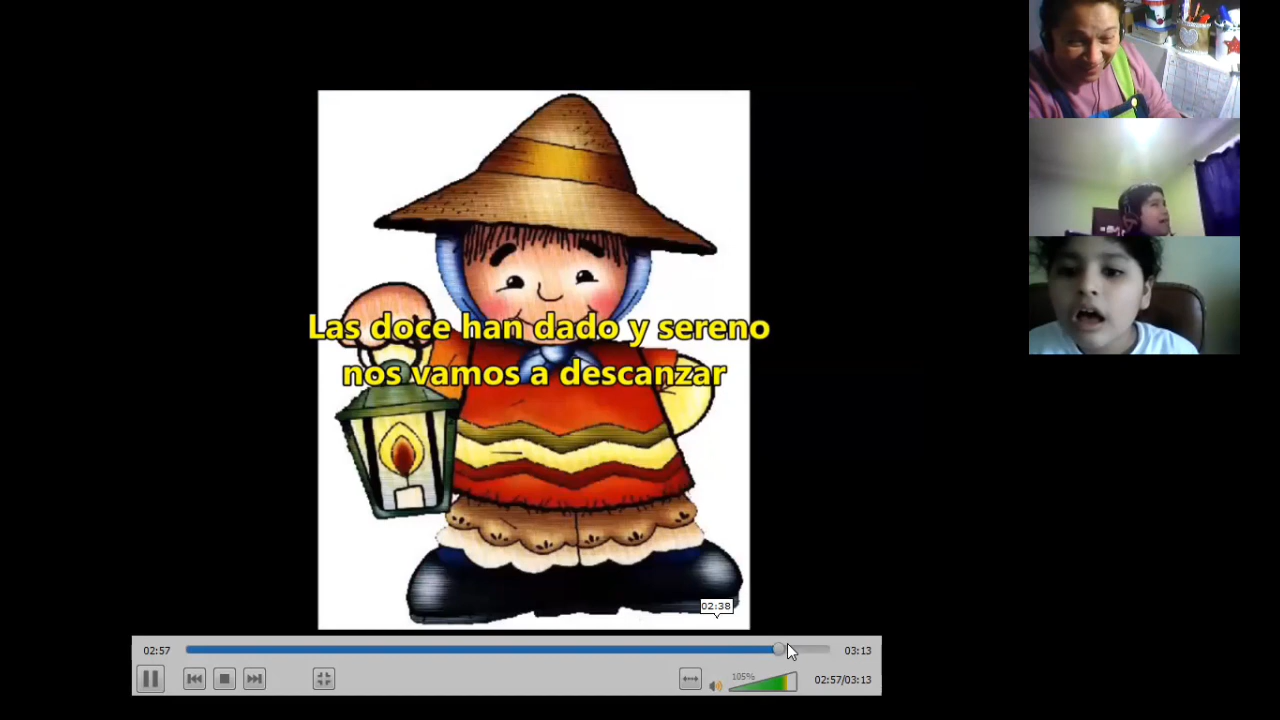 Las doce han dado y sereno
nos vamos a descanzar
02:38
02:57
03:13
105%
02:57/03:13